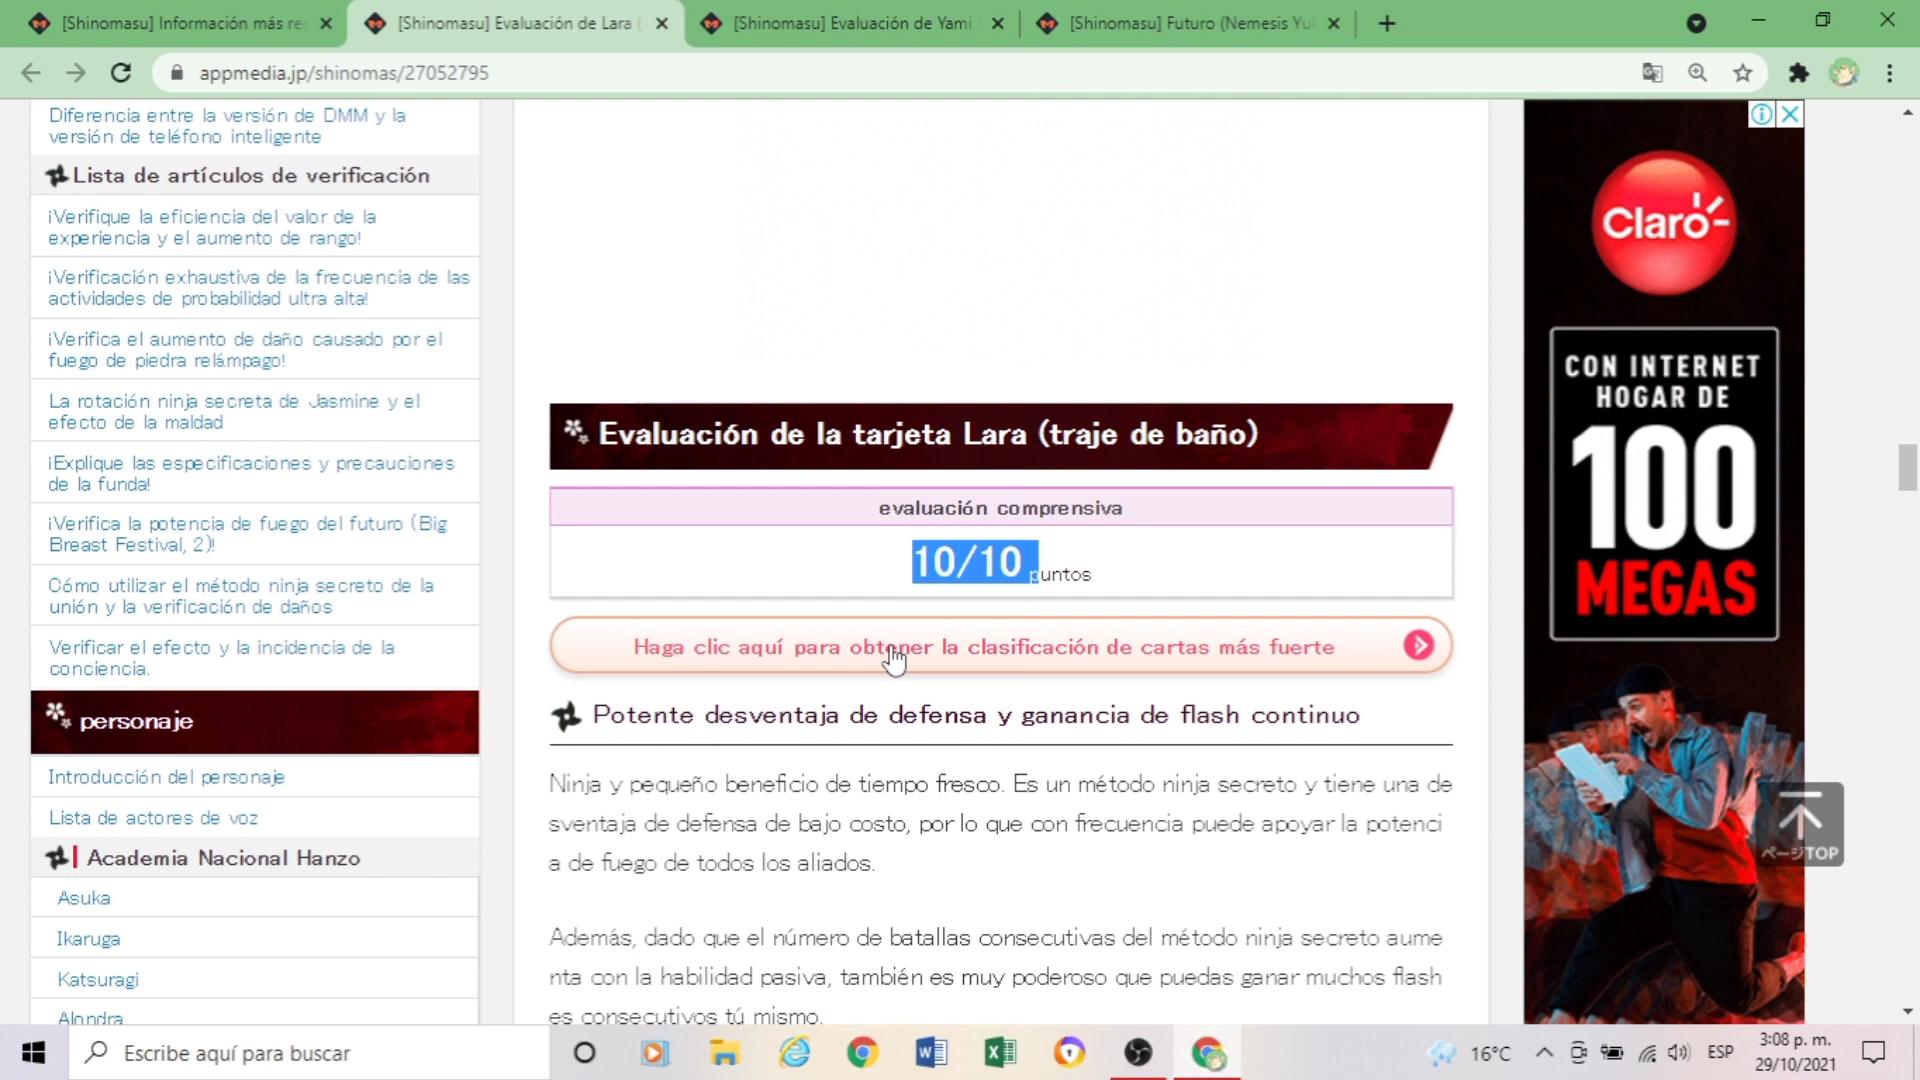 [Shinomasu] Información más re
[Shinomasu] Evaluación de Lara (
[Shinomasu] Evaluación de Yami
[Shinomasu] Futuro (Nemesis Yu
appmedia.jp/shinomas/27052795
Diferencia entre la versión de DMM y la
versión de teléfono inteligente
Lista de artículos de verificación
¡Verifique la eficiencia del valor de la
experiencia y el aumento de rango!
¡Verificación exhaustiva de la frecuencia de las
actividades de probabilidad ultra alta!
¡Verifica el aumento de daño causado por el
fuego de piedra relámpago!
La rotación ninja secreta de Jasmine y el
efecto de la maldad
¡Explique las especificaciones y precauciones
de la funda!
¡Verifica la potencia de fuego del futuro (Big
Breast Festival, 2)!
Cómo utilizar el método ninja secreto de la
unión y la verificación de daños
Verificar el efecto y la incidencia de la
conciencia.
personaje
Introducción del personaje
Lista de actores de voz
Academia Nacional Hanzo
Asuka
Ikaruga
Katsuragi
Alondra
Evaluación de la tarjeta Lara (traje de baño)
evaluación comprensiva
10/10 puntos
Haga clic aquí para obtener la clasificación de cartas más fuerte
Potente desventaja de defensa y ganancia de flash continuo
Ninja y pequeño beneficio de tiempo fresco. Es un método ninja secreto y tiene una de
sventaja de defensa de bajo costo, por lo que con frecuencia puede apoyar la potenci
a de fuego de todos los aliados.
Además, dado que el número de batallas consecutivas del método ninja secreto aume
nta con la habilidad pasiva, también es muy poderoso que puedas ganar muchos flash
es consecutivos tú mismo.
Claro
CON INTERNET
HOGAR DE
100
MEGAS
ページTOP
Escribe aquí para buscar
16°C
ESP
3:08 p. m.
29/10/2021